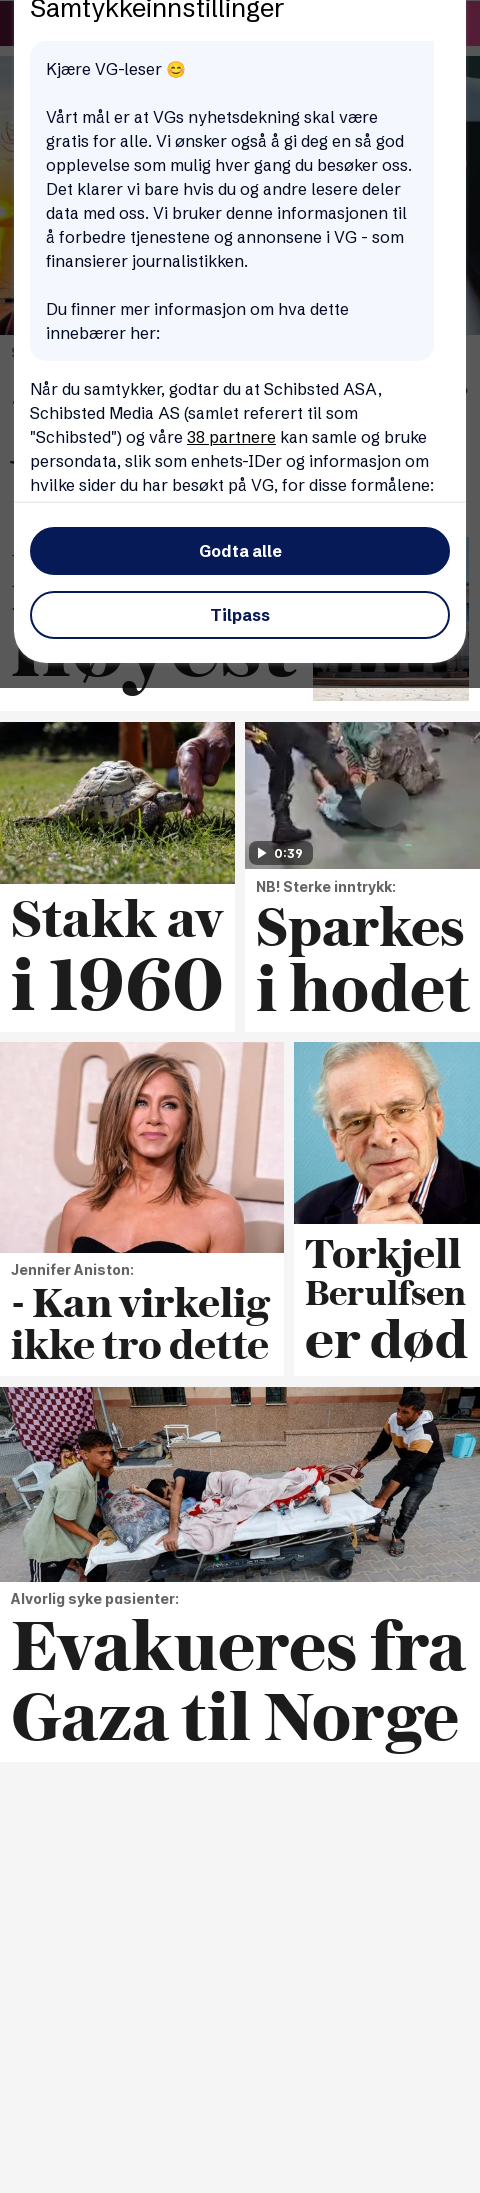 Samtykkeinnstillinger
Kjære VG-leser 😊
Vårt mål er at VGs nyhetsdekning skal være
gratis for alle. Vi ønsker også å gi deg en så god
opplevelse som mulig hver gang du besøker oss.
Det klarer vi bare hvis du og andre lesere deler
data med oss. Vi bruker denne informasjonen til
å forbedre tjenestene og annonsene i VG - som
finansierer journalistikken.
Du finner mer informasjon om hva dette
innebærer her:
Når du samtykker, godtar du at Schibsted ASA,
Schibsted Media AS (samlet referert til som
"Schibsted") og våre 38 partnere kan samle og bruke
persondata, slik som enhets-IDer og informasjon om
hvilke sider du har besøkt på VG, for disse formålene:
Godta alle
Tilpass
høyest
Stakk av
i 1960
0:39
NB! Sterke inntrykk:
Sparkes
i hodet
Jennifer Aniston:
- Kan virkelig
ikke tro dette
Torkjell
Berulfsen
er død
Alvorlig syke pasienter:
Evakueres fra
Gaza til Norge